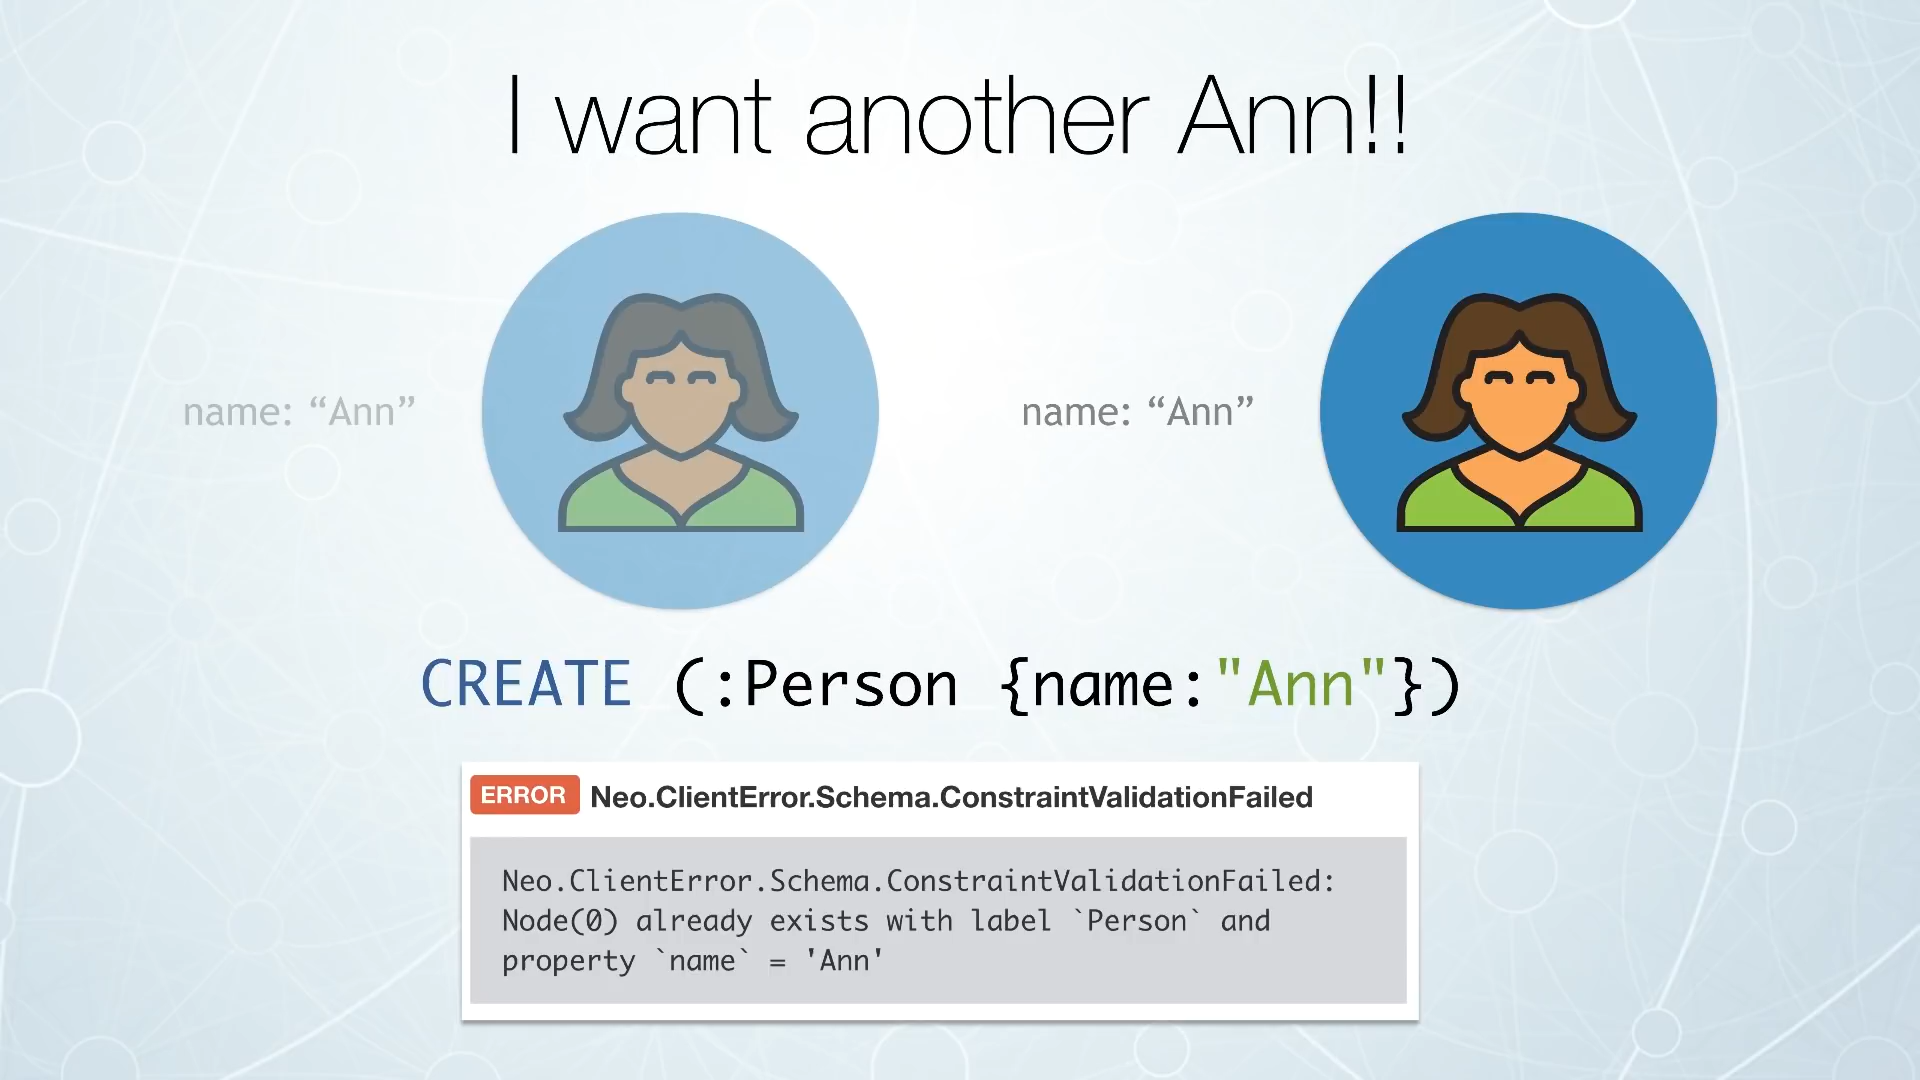 I want another Ann!!
name: “Ann”
name: “Ann”
CREATE (:Person {name:"Ann"})
ERROR Neo.ClientError.Schema.ConstraintValidationFailed
Neo.ClientError.Schema.ConstraintValidationFailed:
Node(0) already exists with label `Person` and
property `name` = 'Ann'